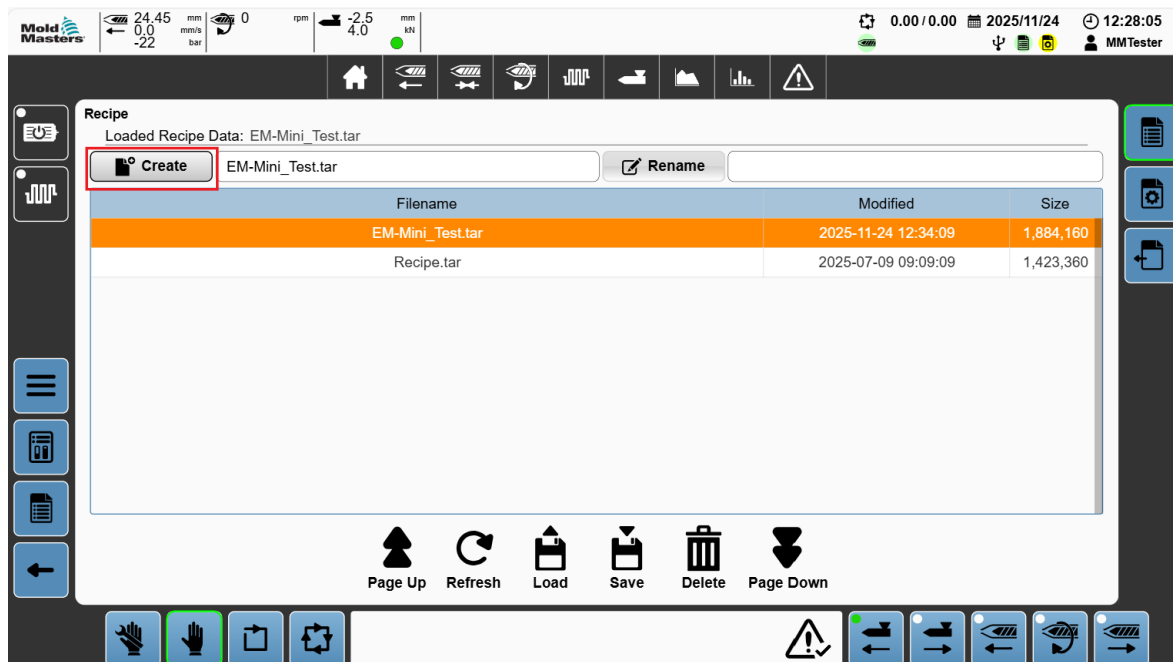 Mold Masters
24.45 mm
0.0 mm/s
-22 bar
0 rpm
-2.5 mm
4.0 kN
0.00 / 0.00
2025/11/24
12:28:05
MMTester
Recipe
Loaded Recipe Data: EM-Mini_Test.tar
Create EM-Mini_Test.tar Rename
Filename Modified Size
EM-Mini_Test.tar 2025-11-24 12:34:09 1,884,160
Recipe.tar 2025-07-09 09:09:09 1,423,360
Page Up Refresh Load Save Delete Page Down